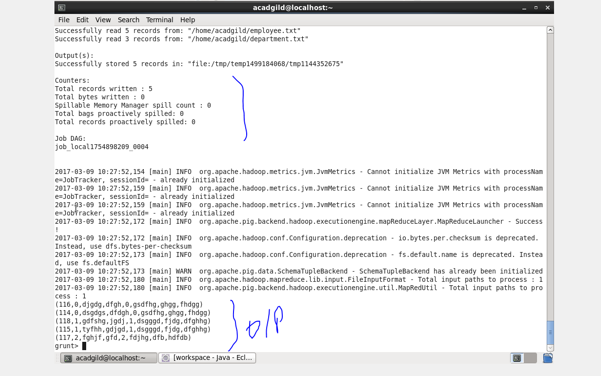 acadgild@localhost:~
File Edit View Search Terminal Help
Successfully read 5 records from: "/home/acadgild/employee.txt"
Successfully read 3 records from: "/home/acadgild/department.txt"
Output(s):
Successfully stored 5 records in: "file:/tmp/temp1499184068/tmp1144352675"
Counters:
Total records written : 5
Total bytes written : 0
Spillable Memory Manager spill count : 0
Total bags proactively spilled: 0
Total records proactively spilled: 0
Job DAG:
job_local1754898209_0004
2017-03-09 10:27:52,154 [main] INFO  org.apache.hadoop.metrics.jvm.JvmMetrics - Cannot initialize JVM Metrics with processNam
e=JobTracker, sessionId= - already initialized
2017-03-09 10:27:52,159 [main] INFO  org.apache.hadoop.metrics.jvm.JvmMetrics - Cannot initialize JVM Metrics with processNam
e=JobTracker, sessionId= - already initialized
2017-03-09 10:27:52,159 [main] INFO  org.apache.hadoop.metrics.jvm.JvmMetrics - Cannot initialize JVM Metrics with processNam
e=JobTracker, sessionId= - already initialized
2017-03-09 10:27:52,172 [main] INFO  org.apache.pig.backend.hadoop.executionengine.mapReduceLayer.MapReduceLauncher - Success
!
2017-03-09 10:27:52,172 [main] INFO  org.apache.hadoop.conf.Configuration.deprecation - io.bytes.per.checksum is deprecated.
Instead, use dfs.bytes-per-checksum
2017-03-09 10:27:52,173 [main] INFO  org.apache.hadoop.conf.Configuration.deprecation - fs.default.name is deprecated. Instea
d, use fs.defaultFS
2017-03-09 10:27:52,173 [main] WARN  org.apache.pig.data.SchemaTupleBackend - SchemaTupleBackend has already been initialized
2017-03-09 10:27:52,180 [main] INFO  org.apache.hadoop.mapreduce.lib.input.FileInputFormat - Total input paths to process : 1
2017-03-09 10:27:52,180 [main] INFO  org.apache.pig.backend.hadoop.executionengine.util.MapRedUtil - Total input paths to pro
cess : 1
(116,0,djgdg,dfgh,0,gsdfhg,ghgg,fhdgg)
(114,0,dsgdgs,dfdgh,0,gsdfhg,ghgg,fhdgg)
(118,1,gdfshg,jgdj,1,dsgggd,fjdg,dfghhg)
(115,1,tyfhh,gdjgd,1,dsgggd,fjdg,dfghhg)
(117,2,fghjf,gfd,2,fdjhg,dfb,hdfdb)
o/p
grunt>
acadgild@localhost:~ [workspace - Java - Ecl...